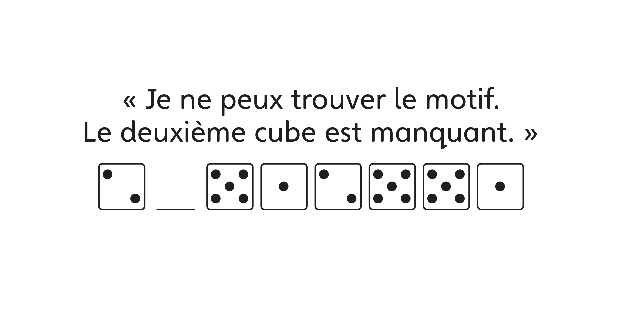 « Je ne peux trouver le motif.
Le deuxième cube est manquant. »